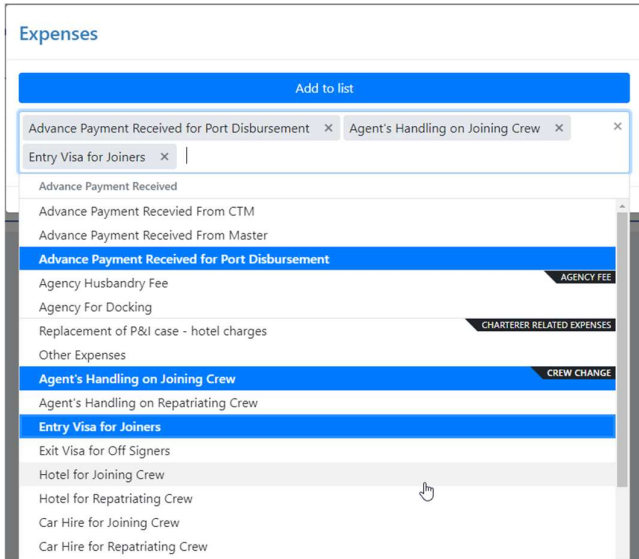 Expenses
Add to list
Advance Payment Received for Port Disbursement × Agent's Handling on Joining Crew × ×
Entry Visa for Joiners ×
Advance Payment Received
Advance Payment Recevied From CTM
Advance Payment Received From Master
Advance Payment Received for Port Disbursement
Agency Husbandry Fee AGENCY FEE
Agency For Docking
Replacement of P&I case - hotel charges CHARTERER RELATED EXPENSES
Other Expenses
Agent's Handling on Joining Crew CREW CHANGE
Agent's Handling on Repatriating Crew
Entry Visa for Joiners
Exit Visa for Off Signers
Hotel for Joining Crew
Hotel for Repatriating Crew
Car Hire for Joining Crew
Car Hire for Repatriating Crew